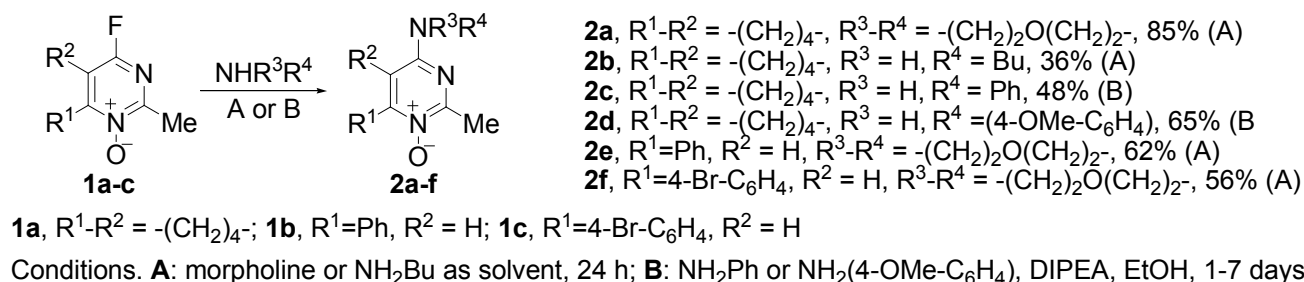 F
R²
N
R¹
N⁺
Me
O⁻
1a-c
NHR³R⁴
A or B
NR³R⁴
R²
N
R¹
N⁺
Me
O⁻
2a-f
2a, R¹-R² = -(CH₂)₄-, R³-R⁴ = -(CH₂)₂O(CH₂)₂-, 85% (A)
2b, R¹-R² = -(CH₂)₄-, R³ = H, R⁴ = Bu, 36% (A)
2c, R¹-R² = -(CH₂)₄-, R³ = H, R⁴ = Ph, 48% (B)
2d, R¹-R² = -(CH₂)₄-, R³ = H, R⁴ =(4-OMe-C₆H₄), 65% (B
2e, R¹=Ph, R² = H, R³-R⁴ = -(CH₂)₂O(CH₂)₂-, 62% (A)
2f, R¹=4-Br-C₆H₄, R² = H, R³-R⁴ = -(CH₂)₂O(CH₂)₂-, 56% (A)
1a, R¹-R² = -(CH₂)₄-; 1b, R¹=Ph, R² = H; 1c, R¹=4-Br-C₆H₄, R² = H
Conditions. A: morpholine or NH₂Bu as solvent, 24 h; B: NH₂Ph or NH₂(4-OMe-C₆H₄), DIPEA, EtOH, 1-7 days